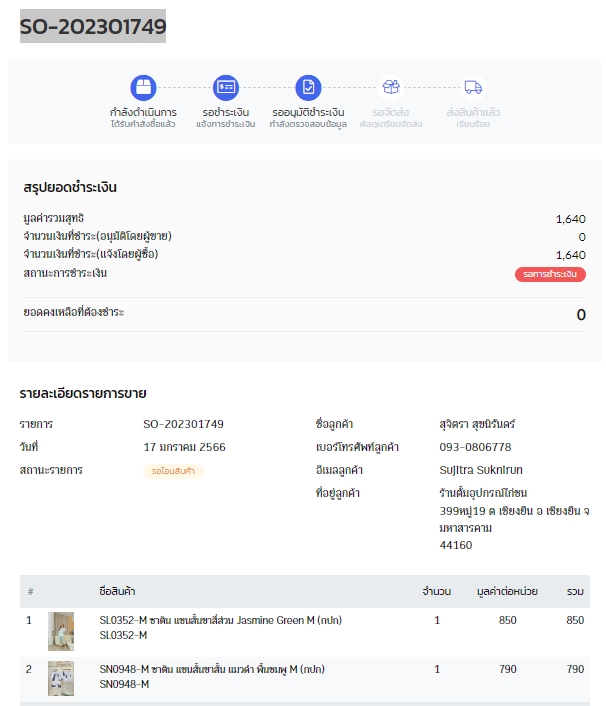 SO-202301749
กำลังดำเนินการ
ได้รับคำสั่งซื้อแล้ว
รอชำระเงิน
แจ้งการชำระเงิน
รออนุมัติชำระเงิน
กำลังตรวจสอบข้อมูล
รอจัดส่ง
พัสดุเตรียมจัดส่ง
ส่งสินค้าแล้ว
เรียบร้อย
สรุปยอดชำระเงิน
มูลค่ารวมสุทธิ 1,640
จำนวนเงินที่ชำระ(อนุมัติโดยผู้ขาย) 0
จำนวนเงินที่ชำระ(แจ้งโดยผู้ซื้อ) 1,640
สถานะการชำระเงิน รอการชำระเงิน
ยอดคงเหลือที่ต้องชำระ 0
รายละเอียดรายการขาย
รายการ SO-202301749
วันที่ 17 มกราคม 2566
สถานะรายการ รอโอนสินค้า
ชื่อลูกค้า สุจิตรา สุขนิรันดร์
เบอร์โทรศัพท์ลูกค้า 093-0806778
อีเมลลูกค้า Sujitra Suknirun
ที่อยู่ลูกค้า ร้านตั้มอุปกรณ์ไก่ชน
399หมู่19 ต เชียงยืน อ เชียงยืน จ
มหาสารคาม
44160
# ชื่อสินค้า จำนวน มูลค่าต่อหน่วย รวม
1 SL0352-M ซาติน แขนสั้นขาสี่ส่วน Jasmine Green M (กปก) 1 850 850
SL0352-M
2 SN0948-M ซาติน แขนสั้นขาสั้น แมวดำ พื้นชมพู M (กปก) 1 790 790
SN0948-M